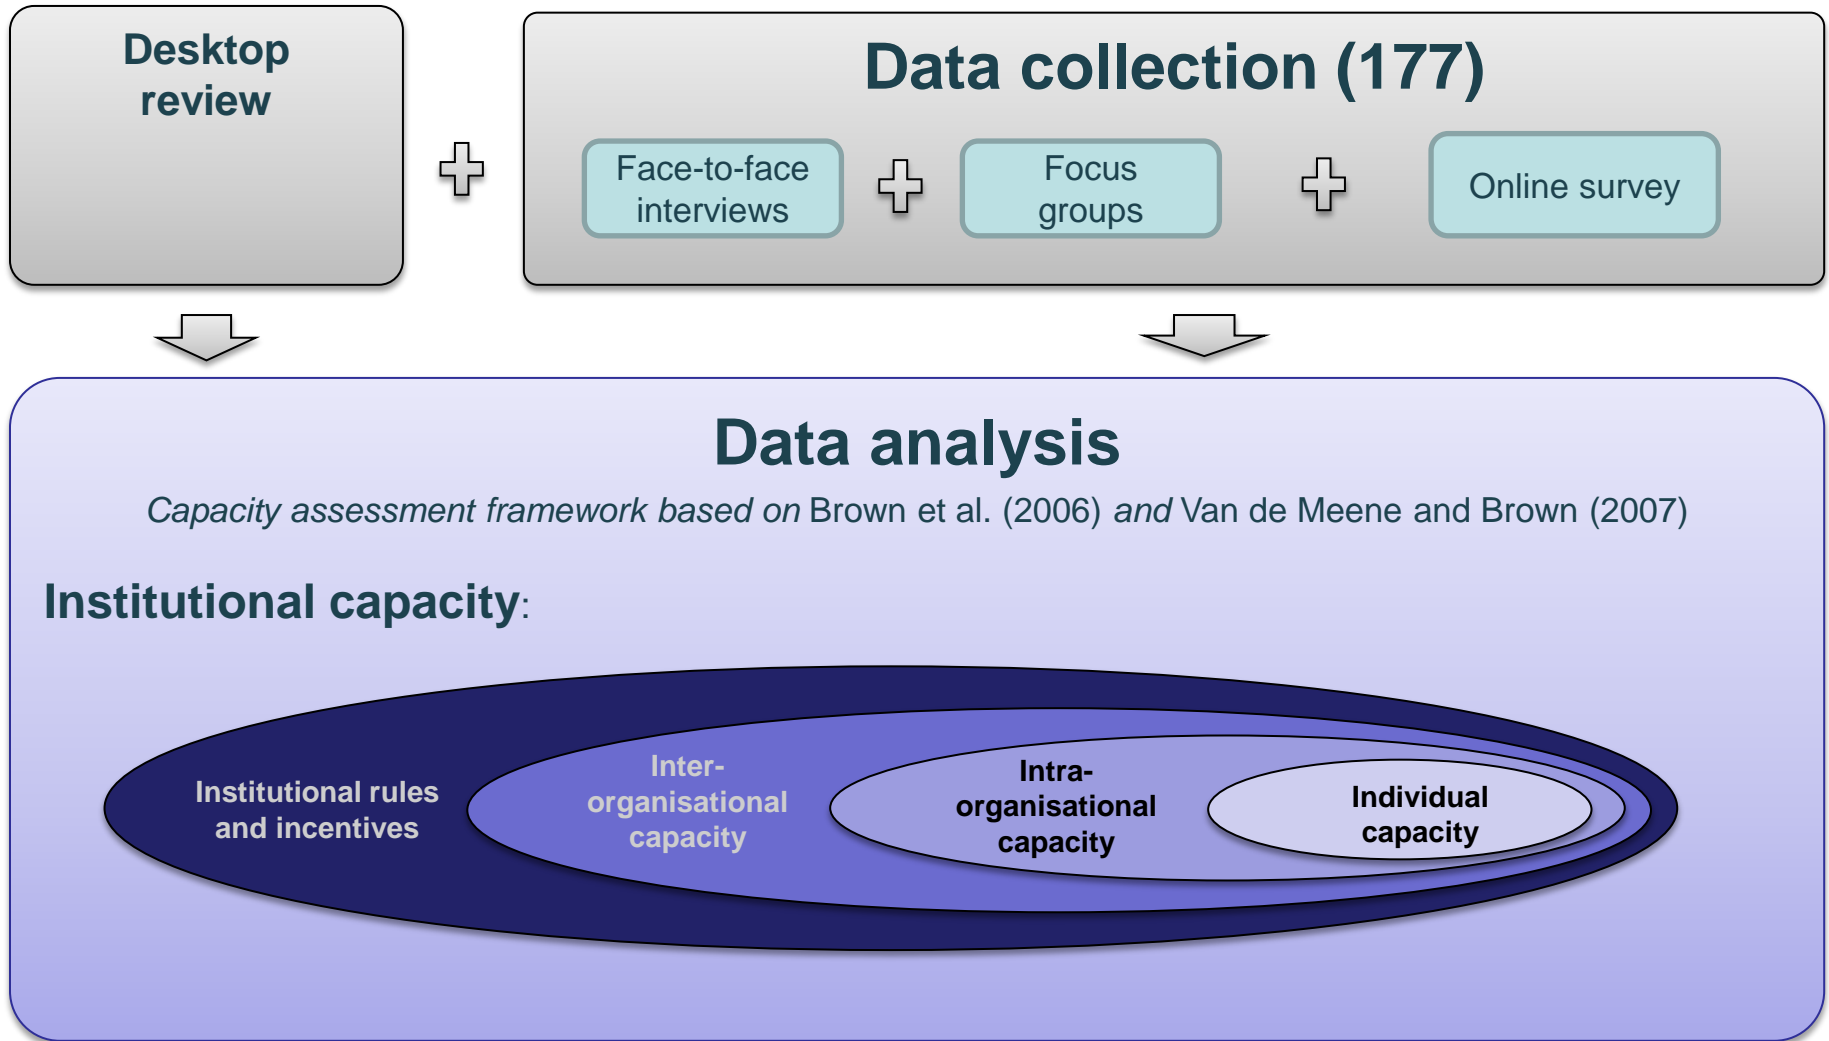 Desktop
review
Data collection (177)
Face-to-face
interviews
Focus
groups
Online survey
Data analysis
Capacity assessment framework based on Brown et al. (2006) and Van de Meene and Brown (2007)
Institutional capacity:
Institutional rules
and incentives
Inter-
organisational
capacity
Intra-
organisational
capacity
Individual
capacity